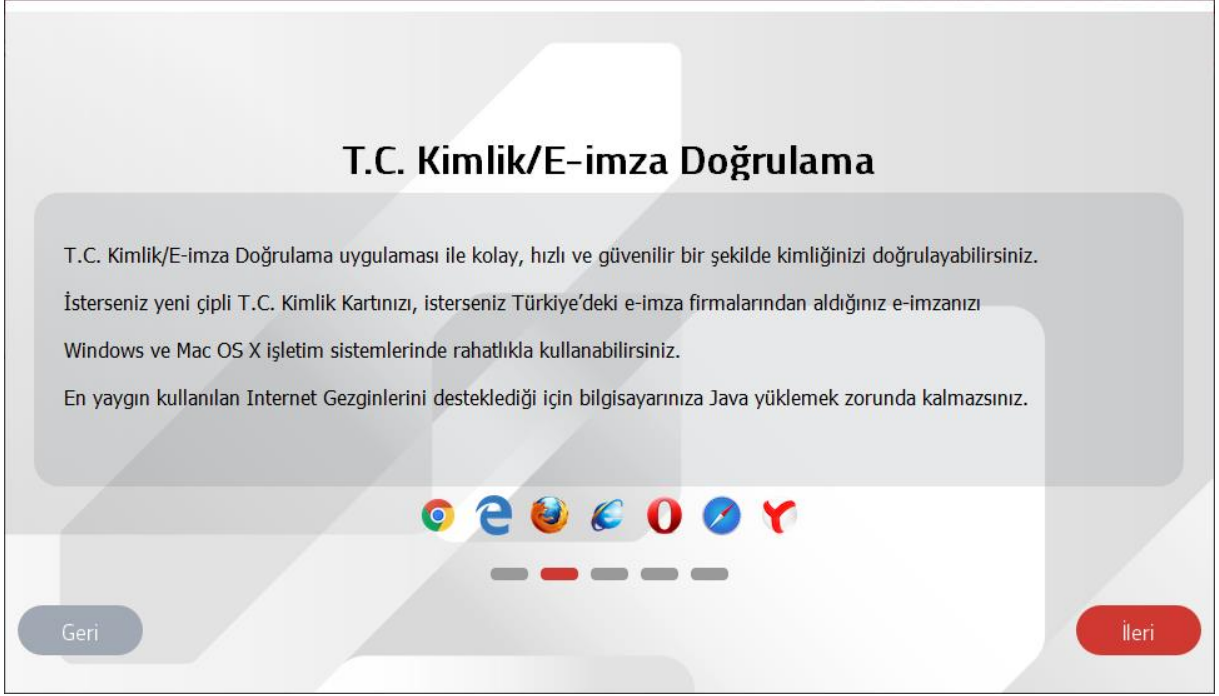 T.C. Kimlik/E-imza Doğrulama
T.C. Kimlik/E-imza Doğrulama uygulaması ile kolay, hızlı ve güvenilir bir şekilde kimliğinizi doğrulayabilirsiniz.
İsterseniz yeni çipli T.C. Kimlik Kartınızı, isterseniz Türkiye’deki e-imza firmalarından aldığınız e-imzanızı
Windows ve Mac OS X işletim sistemlerinde rahatlıkla kullanabilirsiniz.
En yaygın kullanılan Internet Gezginlerini desteklediği için bilgisayarınıza Java yüklemek zorunda kalmazsınız.
Geri
İleri